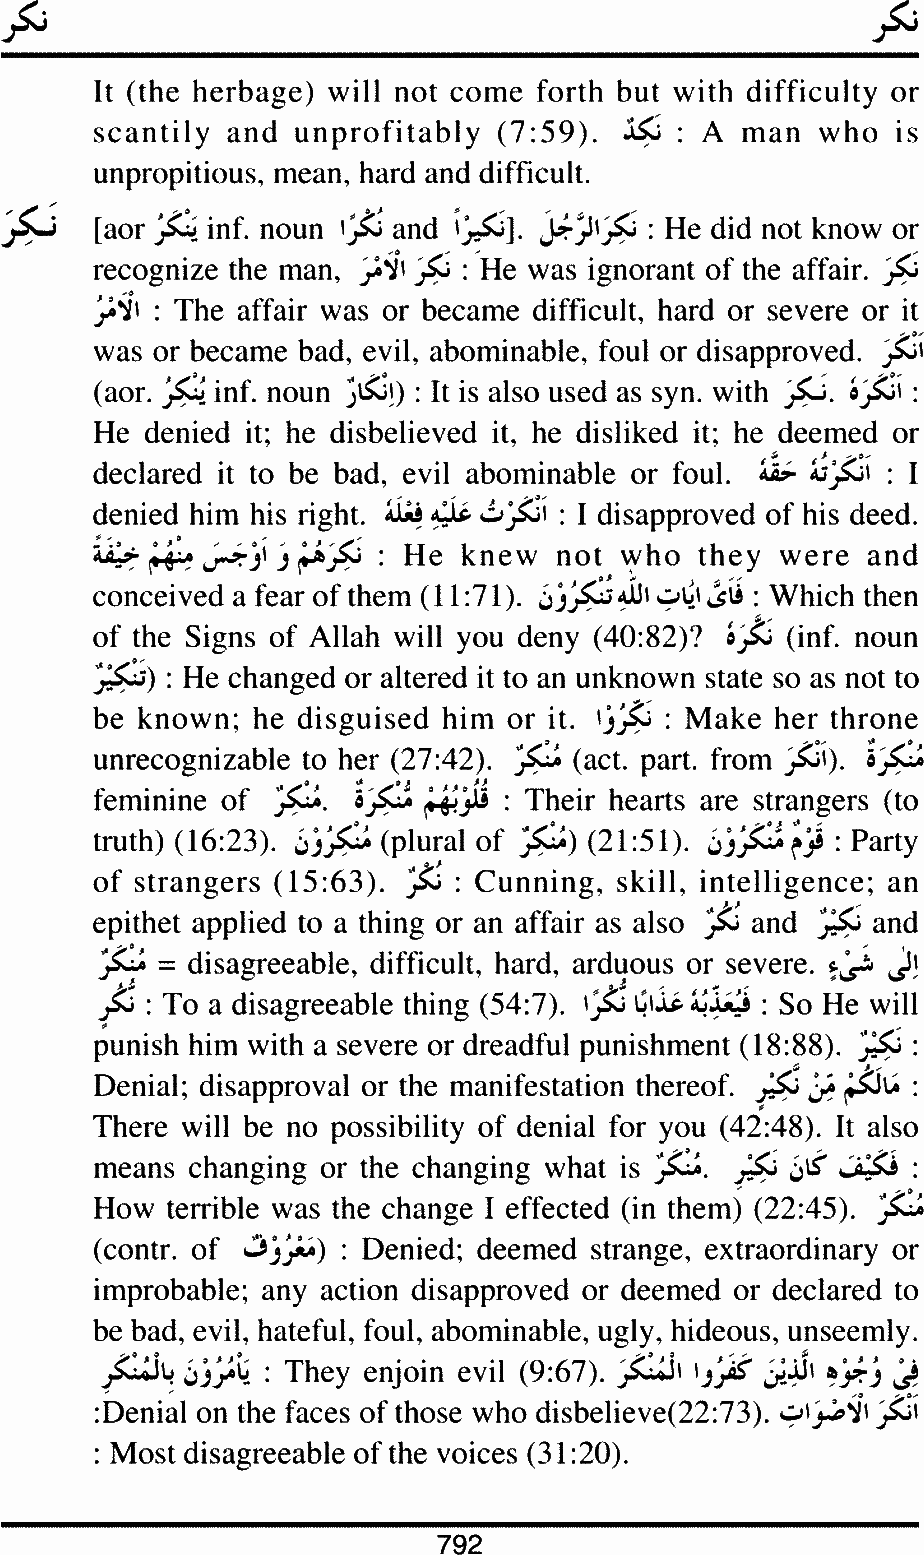 نكر نكر
It (the herbage) will not come forth but with difficulty or
scantily and unprofitably (7:59). نَكِدٌ : A man who is
unpropitious, mean, hard and difficult.
نَكِرَ [aor يَنْكَرُ inf. noun نُكْرًا and نَكِيْرًا]. نَكِرَالرَّجُلَ : He did not know or
recognize the man, نَكِرَ الْاَمْرَ : He was ignorant of the affair. نَكُرَ
الْاَمْرُ : The affair was or became difficult, hard or severe or it
was or became bad, evil, abominable, foul or disapproved. اَنْكَرَ
(aor. يُنْكِرُ inf. noun اِنْكَارٌ) : It is also used as syn. with نَكِرَ. اَنْكَرَهُ :
He denied it; he disbelieved it, he disliked it; he deemed or
declared it to be bad, evil abominable or foul. اَنْكَرْتُهُ حَقَّهُ : I
denied him his right. اَنْكَرْتُ عَلَيْهِ فِعْلَهُ : I disapproved of his deed.
نَكِرَهُمْ وَ اَوْجَسَ مِنْهُمْ خِيْفَةً : He knew not who they were and
conceived a fear of them (11:71). فَاَىَّ اٰيَاتِ اللّٰهِ تُنْكِرُوْنَ : Which then
of the Signs of Allah will you deny (40:82)? نَكَّرَهُ (inf. noun
تَنْكِيْرٌ) : He changed or altered it to an unknown state so as not to
be known; he disguised him or it. نَكِّرُوْا : Make her throne
unrecognizable to her (27:42). مُنْكِرٌ (act. part. from اَنْكَرَ). مُنْكِرَةٌ
feminine of مُنْكِرٌ. قُلُوْبُهُمْ مُّنْكِرَةٌ : Their hearts are strangers (to
truth) (16:23). مُنْكِرُوْنَ (plural of مُنْكِرٌ) (21:51). قَوْمٌ مُّنْكَرُوْنَ : Party
of strangers (15:63). نُكْرٌ : Cunning, skill, intelligence; an
epithet applied to a thing or an affair as also نُكُرٌ and نَكِيْرٌ and
مُنْكَرٌ = disagreeable, difficult, hard, arduous or severe. اِلٰى شَىْءٍ
نُّكُرٍ : To a disagreeable thing (54:7). فَيُعَذِّبُهُ عَذَابًا نُّكْرًا : So He will
punish him with a severe or dreadful punishment (18:88). نَكِيْرٌ :
Denial; disapproval or the manifestation thereof. مَالَكُمْ مِّنْ نَّكِيْرٍ :
There will be no possibility of denial for you (42:48). It also
means changing or the changing what is مُنْكَرٌ. فَكَيْفَ كَانَ نَكِيْرِ :
How terrible was the change I effected (in them) (22:45). مُنْكَرٌ
(contr. of مَعْرُوْفٌ) : Denied; deemed strange, extraordinary or
improbable; any action disapproved or deemed or declared to
be bad, evil, hateful, foul, abominable, ugly, hideous, unseemly.
يَاْمُرُوْنَ بِالْمُنْكَرِ : They enjoin evil (9:67). فِىْ وُجُوْهِ الَّذِيْنَ كَفَرُوا الْمُنْكَرَ
:Denial on the faces of those who disbelieve(22:73). اَنْكَرَ الْاَصْوَاتِ
: Most disagreeable of the voices (31:20).
792